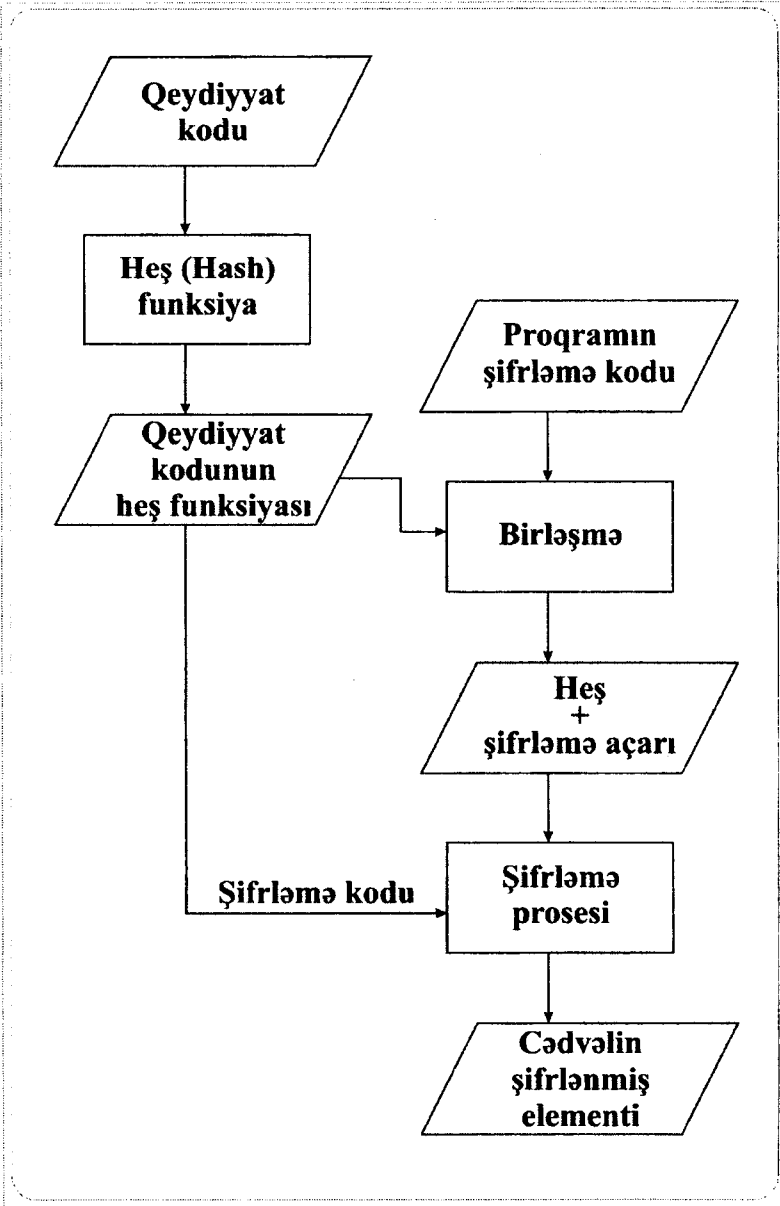 Qeydiyyat
kodu
Heş (Hash)
funksiya
Proqramın
şifrləmə kodu
Qeydiyyat
kodunun
heş funksiyası
Birləşmə
Heş
+
şifrləmə açarı
Şifrləmə kodu
Şifrləmə
prosesi
Cədvəlin
şifrlənmiş
elementi